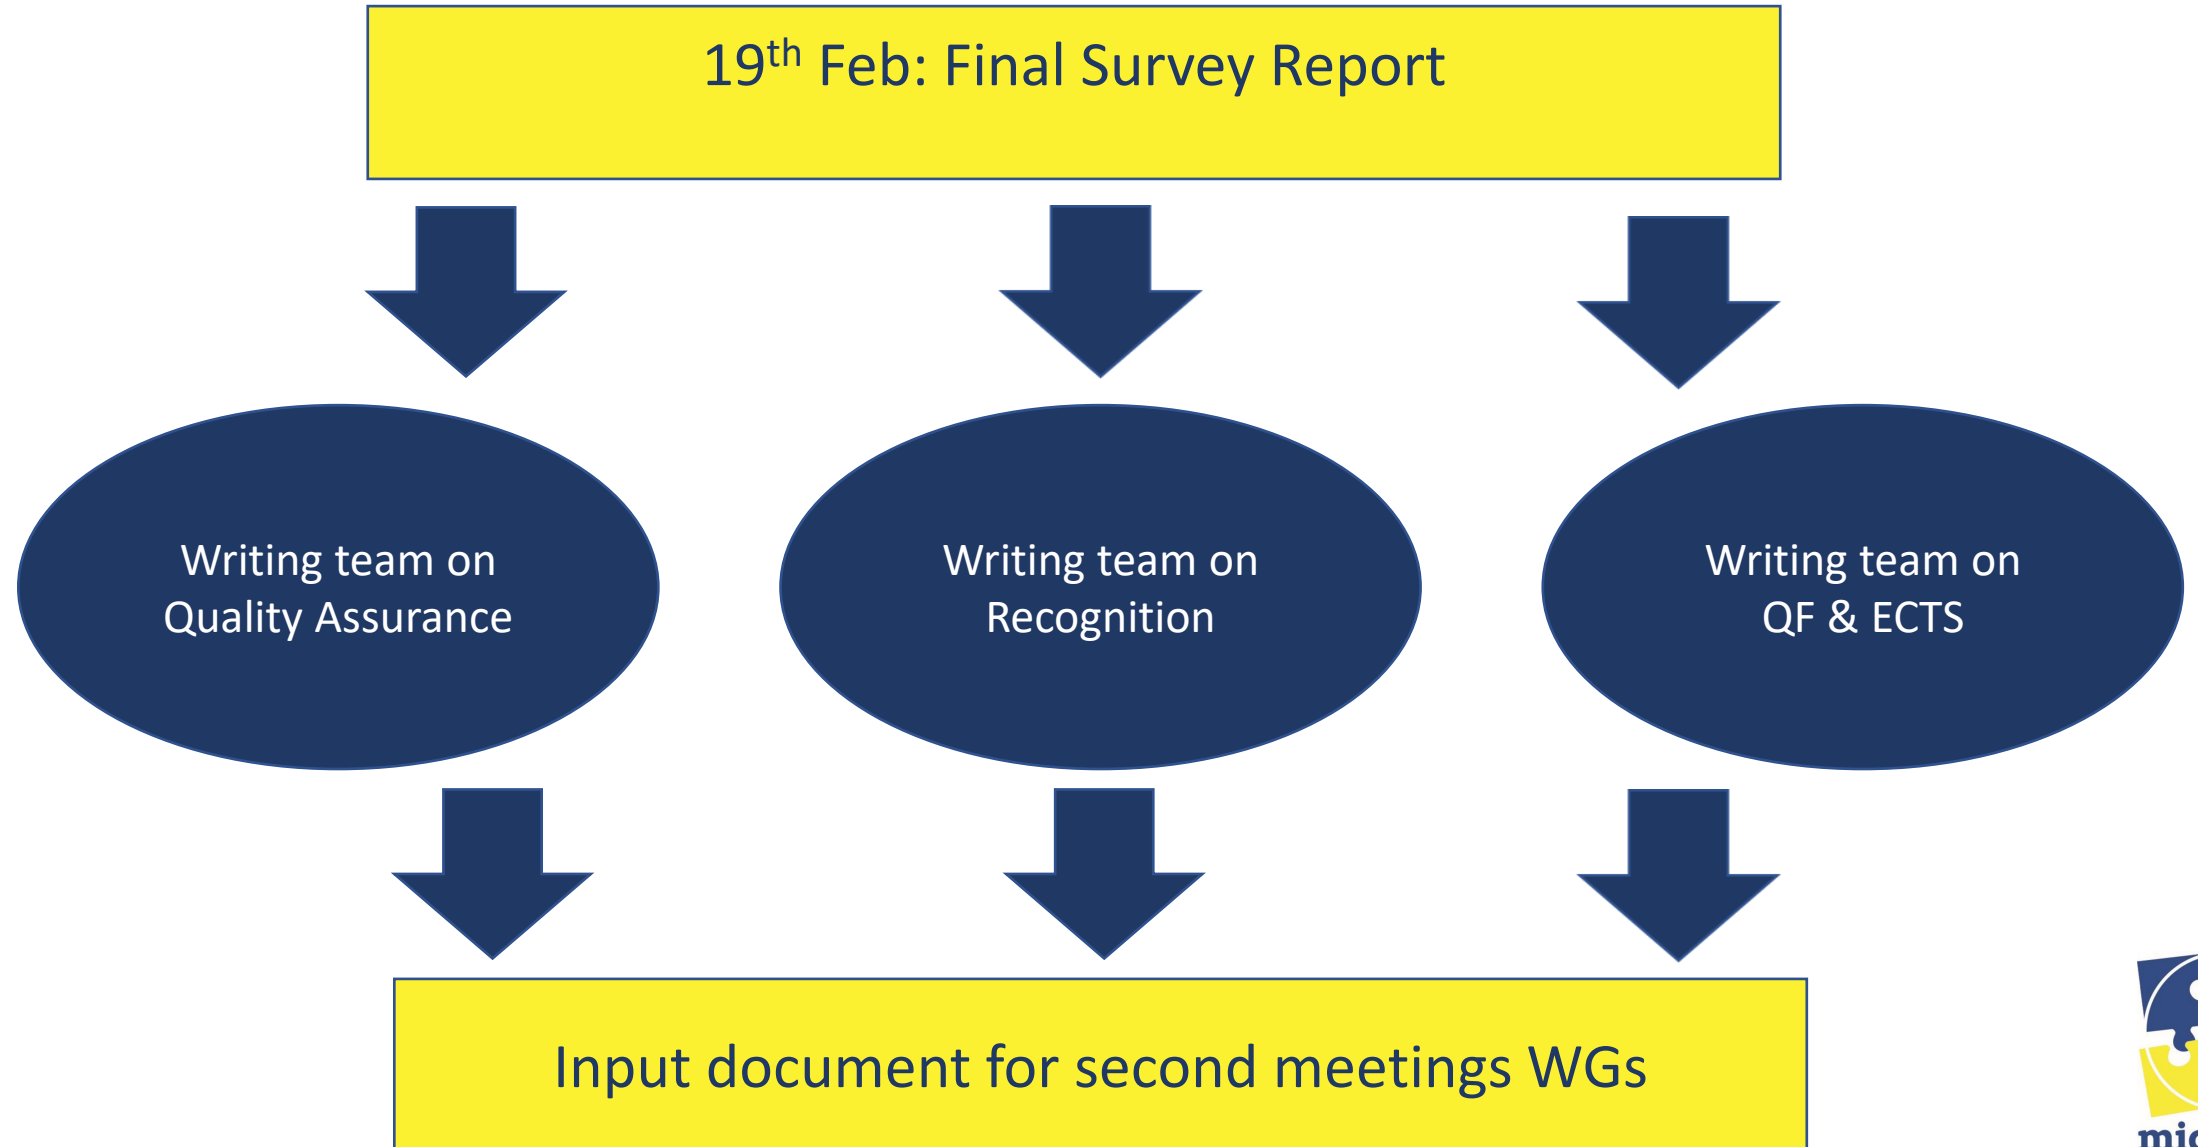 19th Feb: Final Survey Report
Writing team on
Quality Assurance
Writing team on
Recognition
Writing team on
QF & ECTS
Input document for second meetings WGs